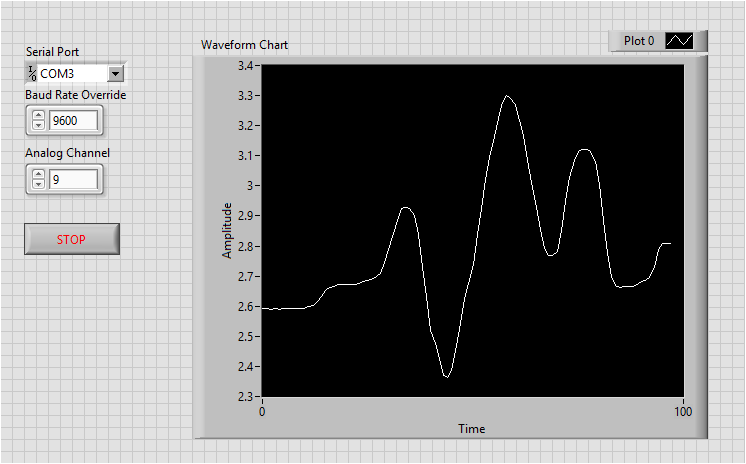 Serial Port
I/O COM3
Baud Rate Override
9600
Analog Channel
9
STOP
Waveform Chart
Plot 0
Amplitude
3.4
3.3
3.2
3.1
3
2.9
2.8
2.7
2.6
2.5
2.4
2.3
0
100
Time